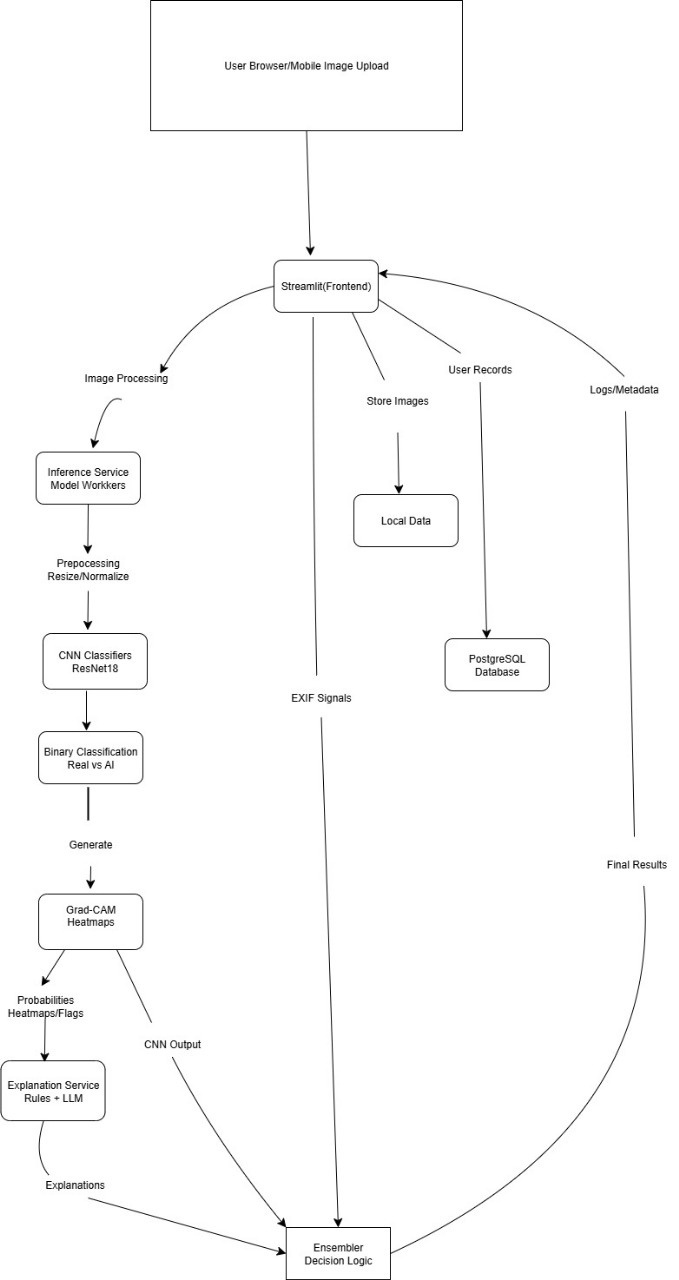 User Browser/Mobile Image Upload
Streamlit(Frontend)
Image Processing
User Records
Store Images
Logs/Metadata
Inference Service
Model Workkers
Local Data
Prepocessing
Resize/Normalize
CNN Classifiers
ResNet18
PostgreSQL
Database
EXIF Signals
Binary Classification
Real vs AI
Generate
Final Results
Grad-CAM
Heatmaps
Probabilities
Heatmaps/Flags
CNN Output
Explanation Service
Rules + LLM
Explanations
Ensembler
Decision Logic